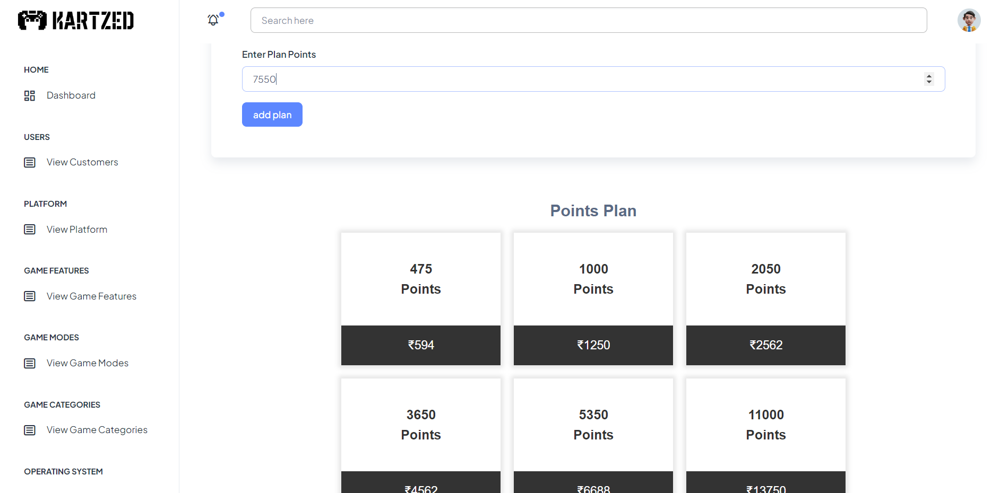 KARTZED
Search here
HOME
Dashboard
USERS
View Customers
PLATFORM
View Platform
GAME FEATURES
View Game Features
GAME MODES
View Game Modes
GAME CATEGORIES
View Game Categories
OPERATING SYSTEM
Enter Plan Points
7550
add plan
Points Plan
475
Points
₹594
1000
Points
₹1250
2050
Points
₹2562
3650
Points
₹4562
5350
Points
₹6688
11000
Points
₹13750